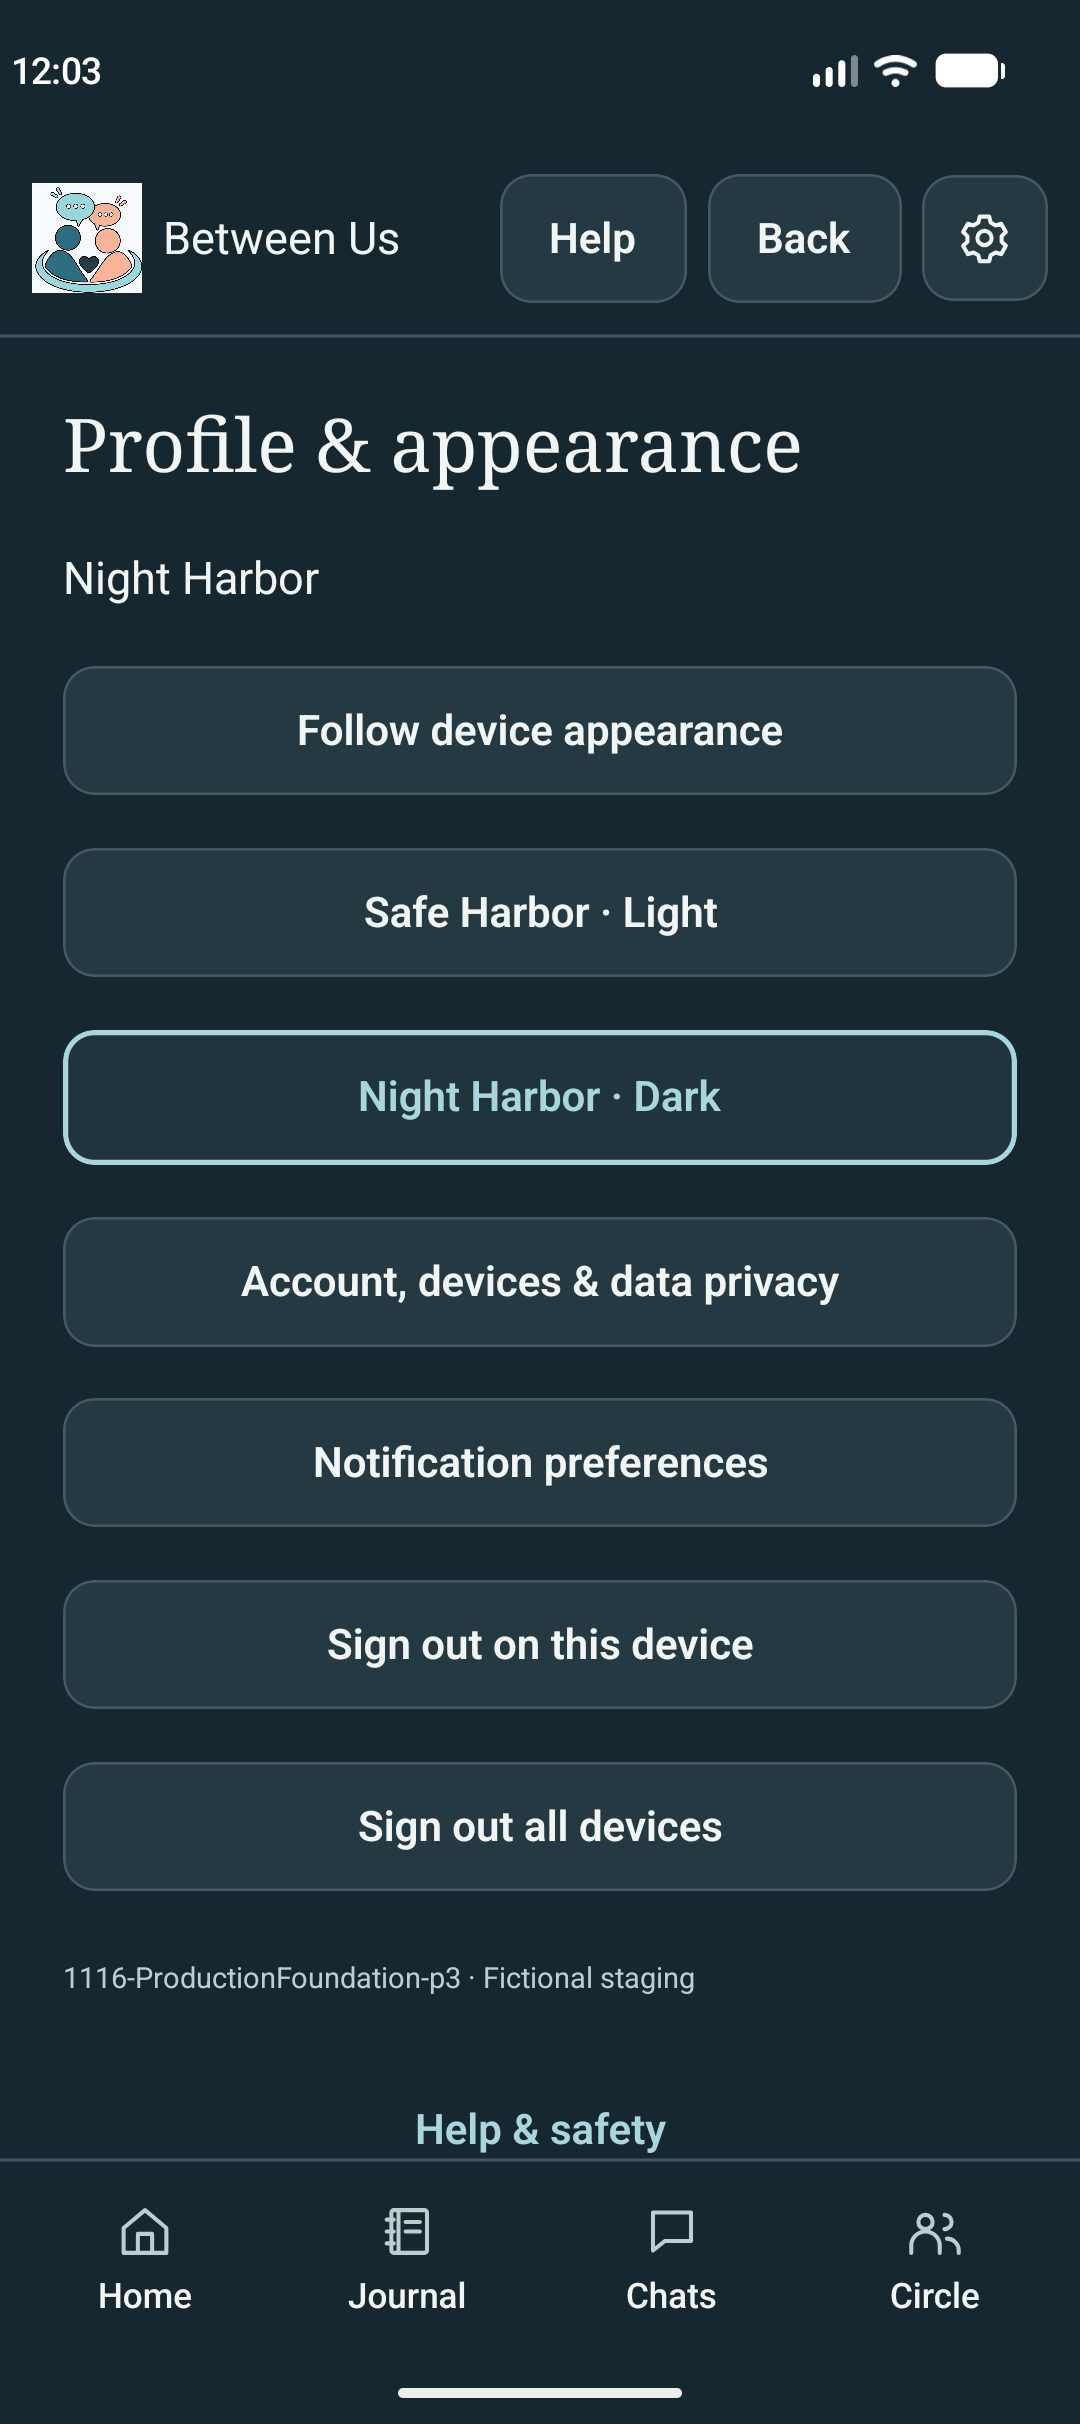 12:03
Between Us
Help
Back
Profile & appearance
Night Harbor
Follow device appearance
Safe Harbor · Light
Night Harbor · Dark
Account, devices & data privacy
Notification preferences
Sign out on this device
Sign out all devices
1116-ProductionFoundation-p3 · Fictional staging
Help & safety
Home
Journal
Chats
Circle